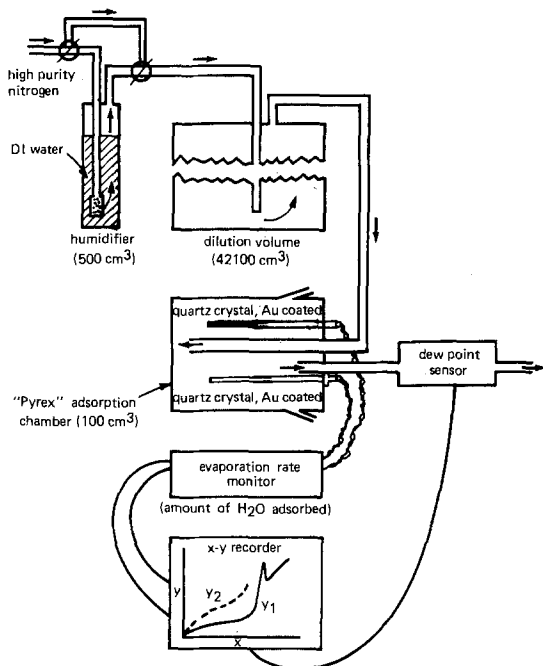 high purity
nitrogen
DI water
humidifier
(500 cm³)
dilution volume
(42100 cm³)
quartz crystal, Au coated
dew point
sensor
"Pyrex" adsorption
chamber (100 cm³)
quartz crystal, Au coated
evaporation rate
monitor
(amount of H₂O adsorbed)
x-y recorder
y
y₂
y₁
x